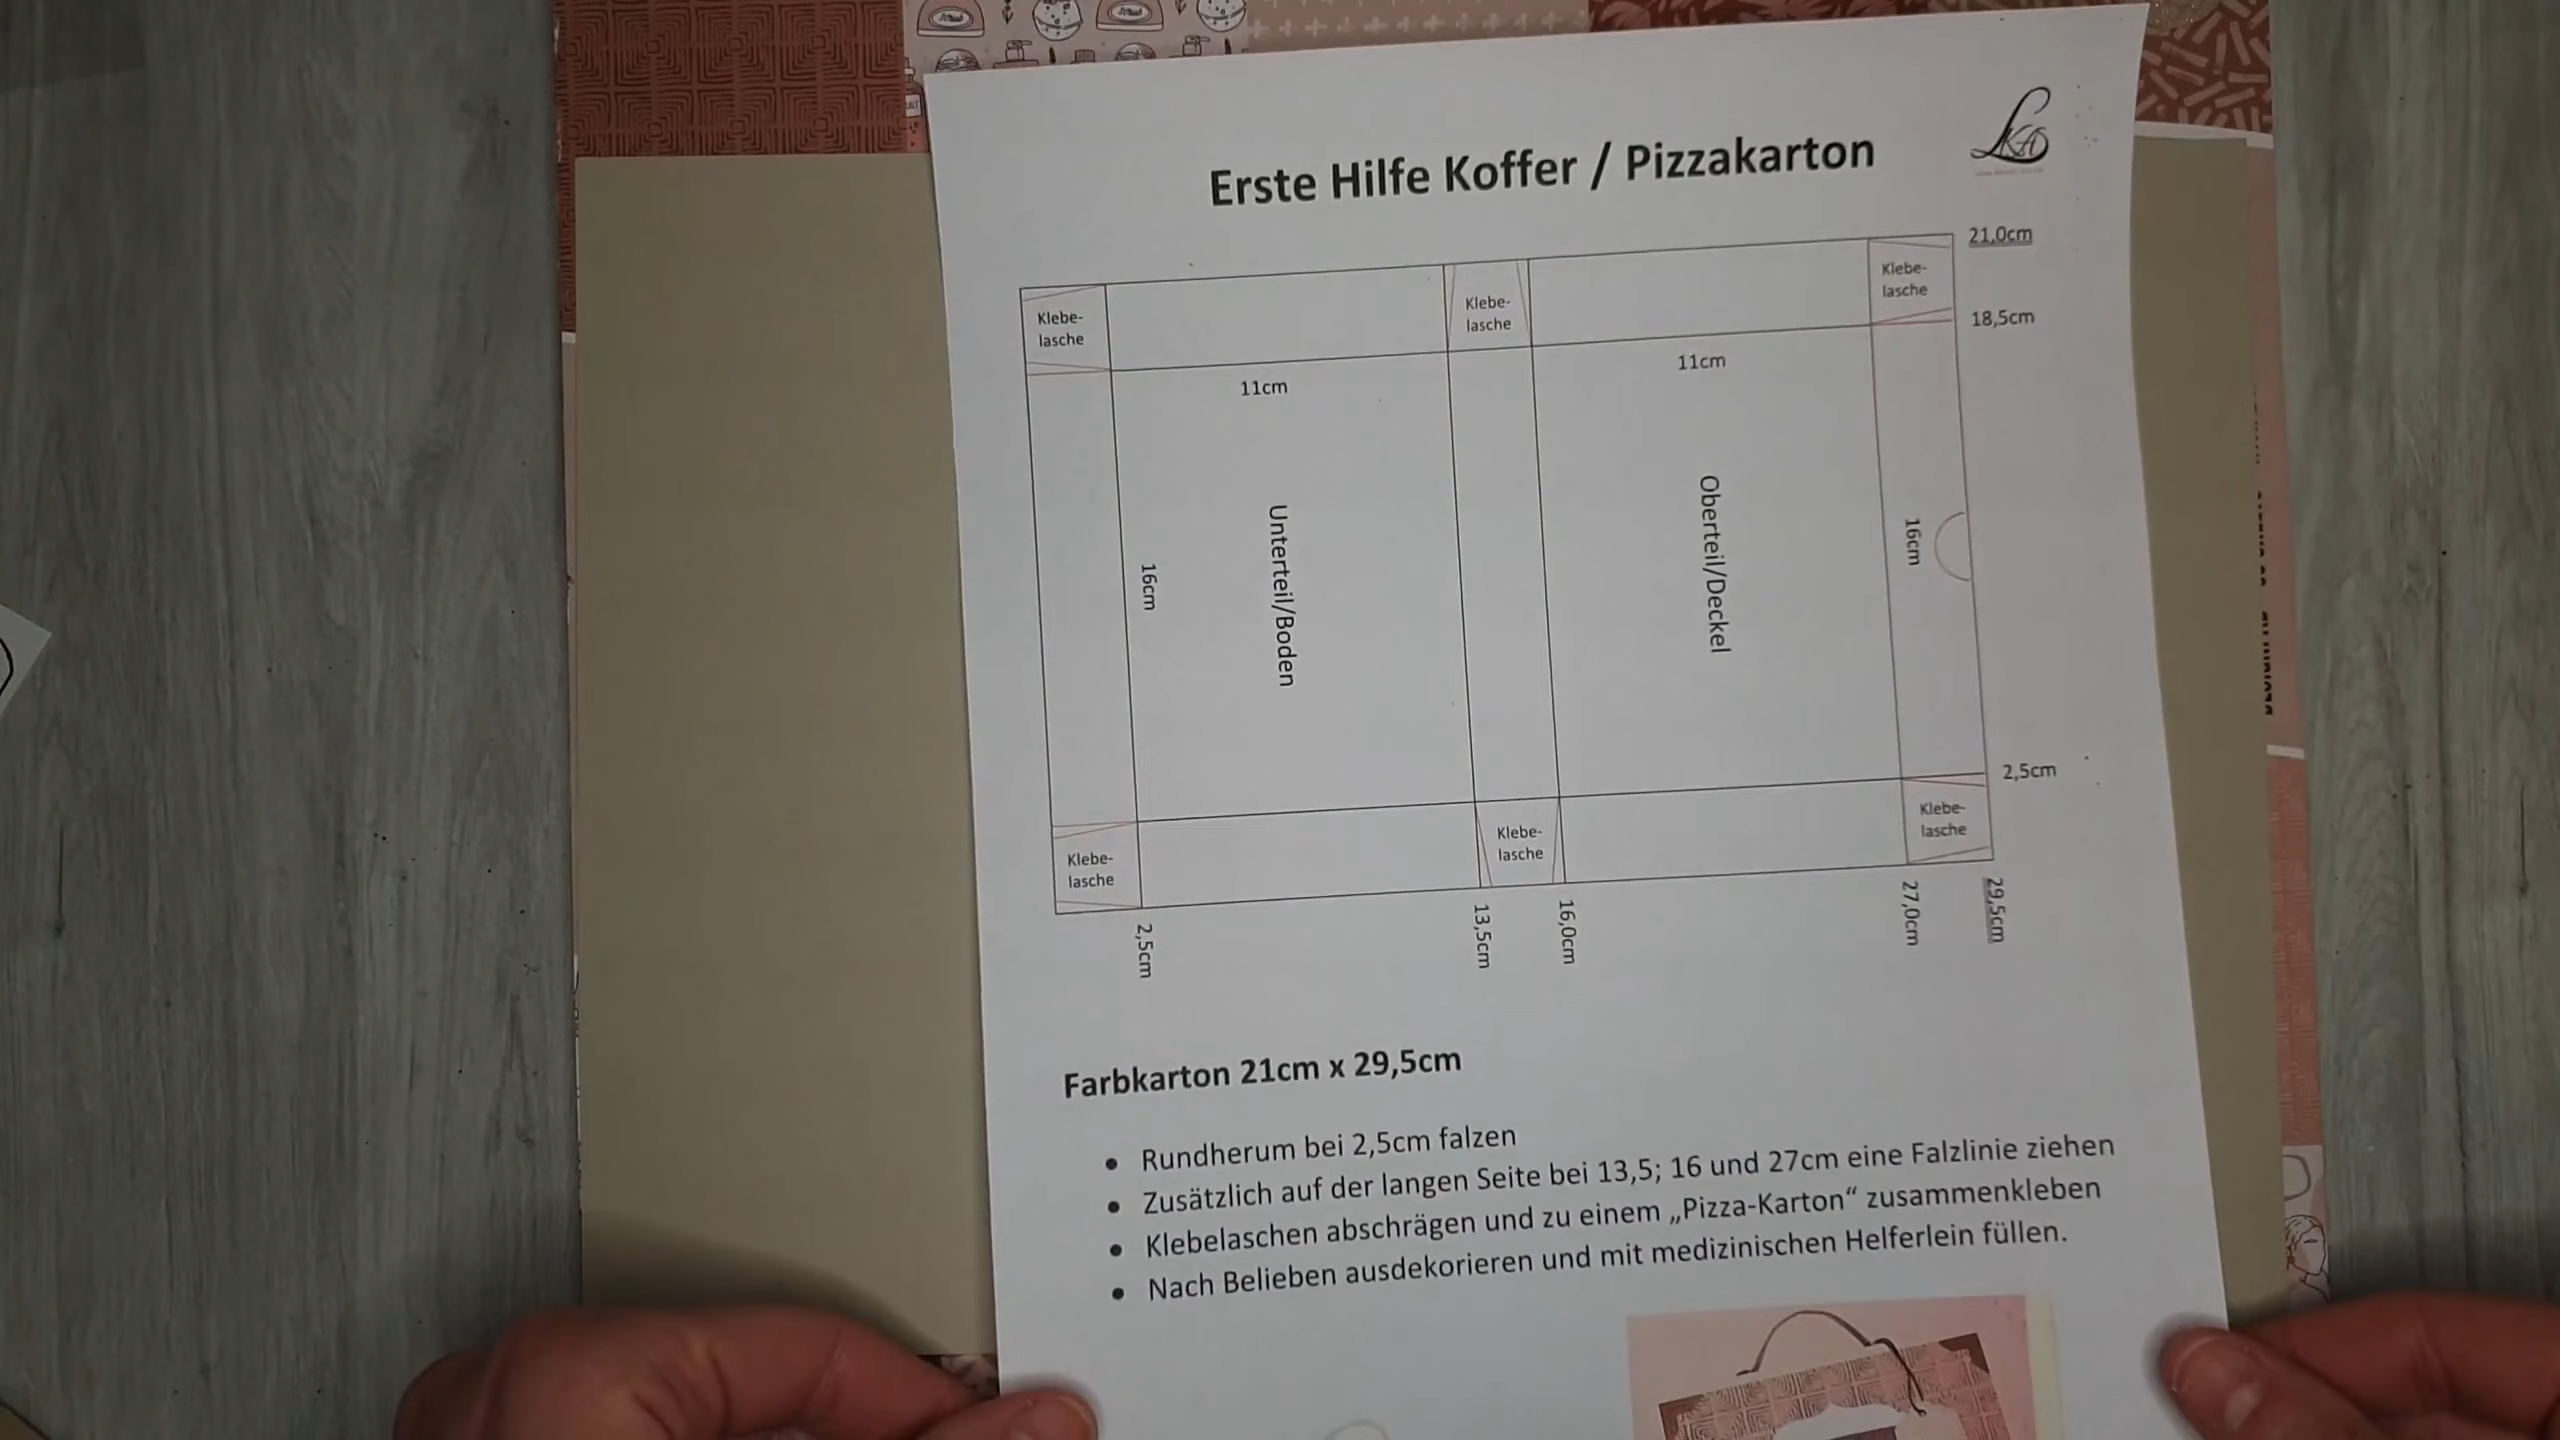 Erste Hilfe Koffer / Pizzakarton
LKAO
21,0cm
Klebe-
lasche
Klebe-
lasche
Klebe-
lasche
18,5cm
11cm
11cm
16cm
Unterteil/Boden
Oberteil/Deckel
16cm
2,5cm
Klebe-
lasche
Klebe-
lasche
Klebe-
lasche
2,5cm
13,5cm
16,0cm
27,0cm
29,5cm
Farbkarton 21cm x 29,5cm
• Rundherum bei 2,5cm falzen
• Zusätzlich auf der langen Seite bei 13,5; 16 und 27cm eine Falzlinie ziehen
• Klebelaschen abschrägen und zu einem „Pizza-Karton“ zusammenkleben
• Nach Belieben ausdekorieren und mit medizinischen Helferlein füllen.